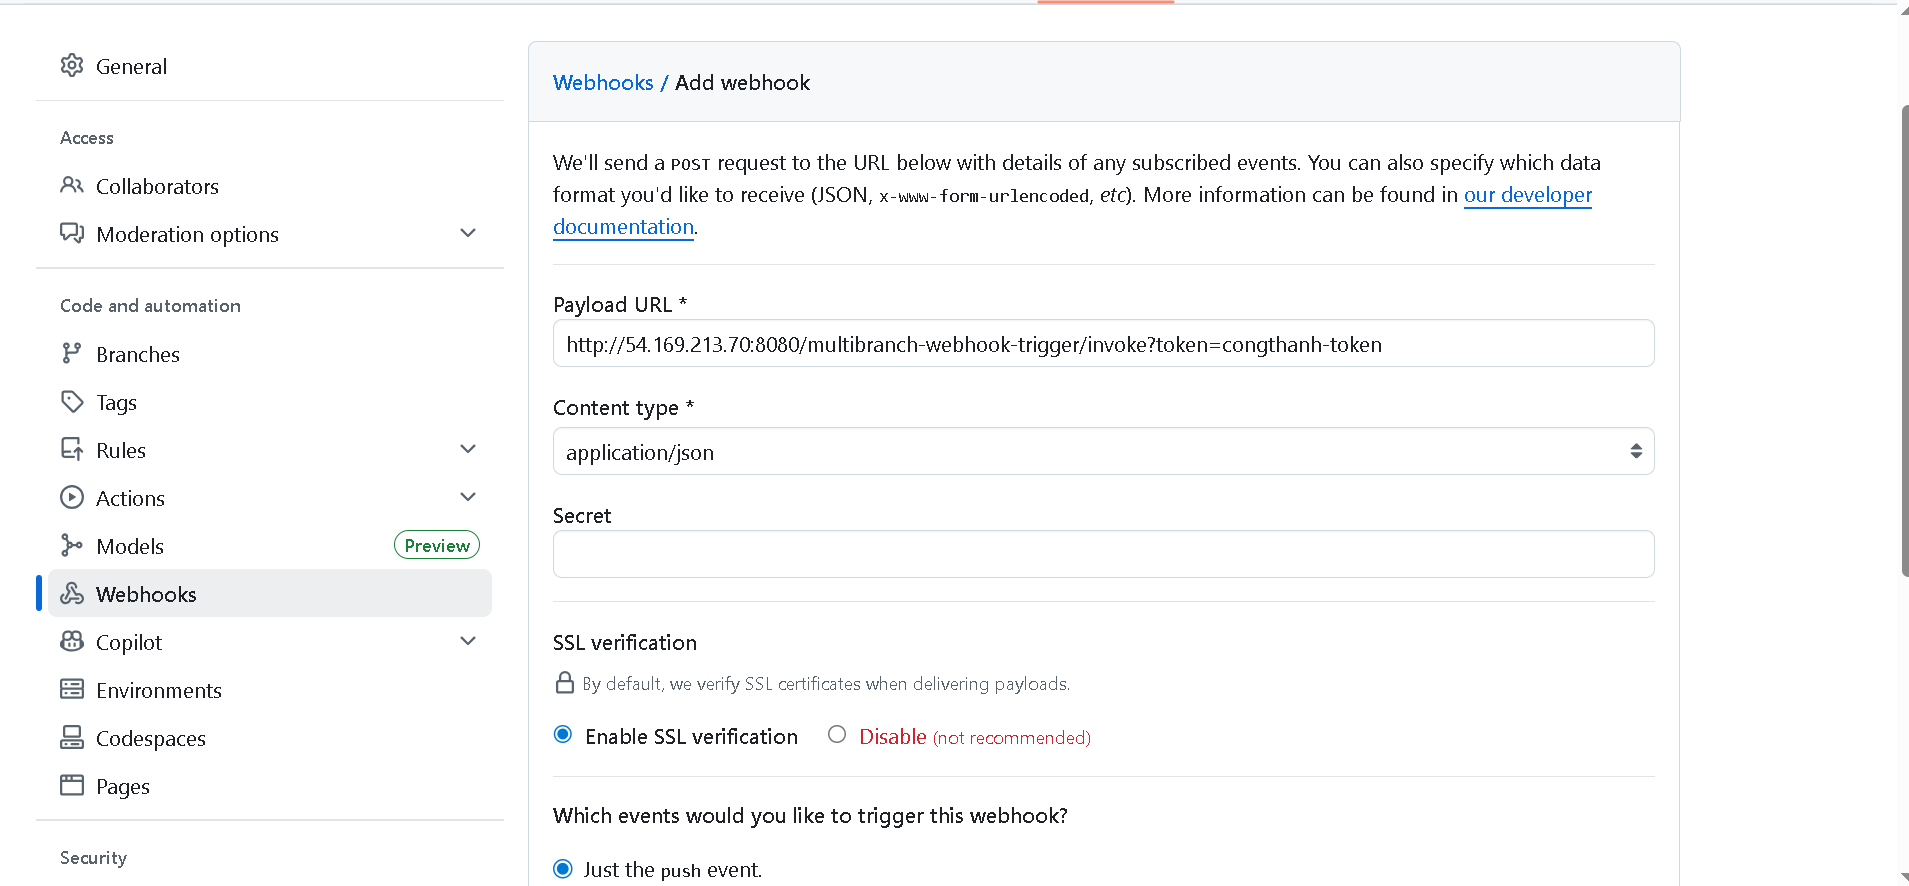 General
Access
Collaborators
Moderation options
Code and automation
Branches
Tags
Rules
Actions
Models Preview
Webhooks
Copilot
Environments
Codespaces
Pages
Security
Webhooks / Add webhook
We'll send a POST request to the URL below with details of any subscribed events. You can also specify which data
format you'd like to receive (JSON, x-www-form-urlencoded, etc). More information can be found in our developer
documentation.
Payload URL *
http://54.169.213.70:8080/multibranch-webhook-trigger/invoke?token=congthanh-token
Content type *
application/json
Secret
SSL verification
By default, we verify SSL certificates when delivering payloads.
Enable SSL verification Disable (not recommended)
Which events would you like to trigger this webhook?
Just the push event.